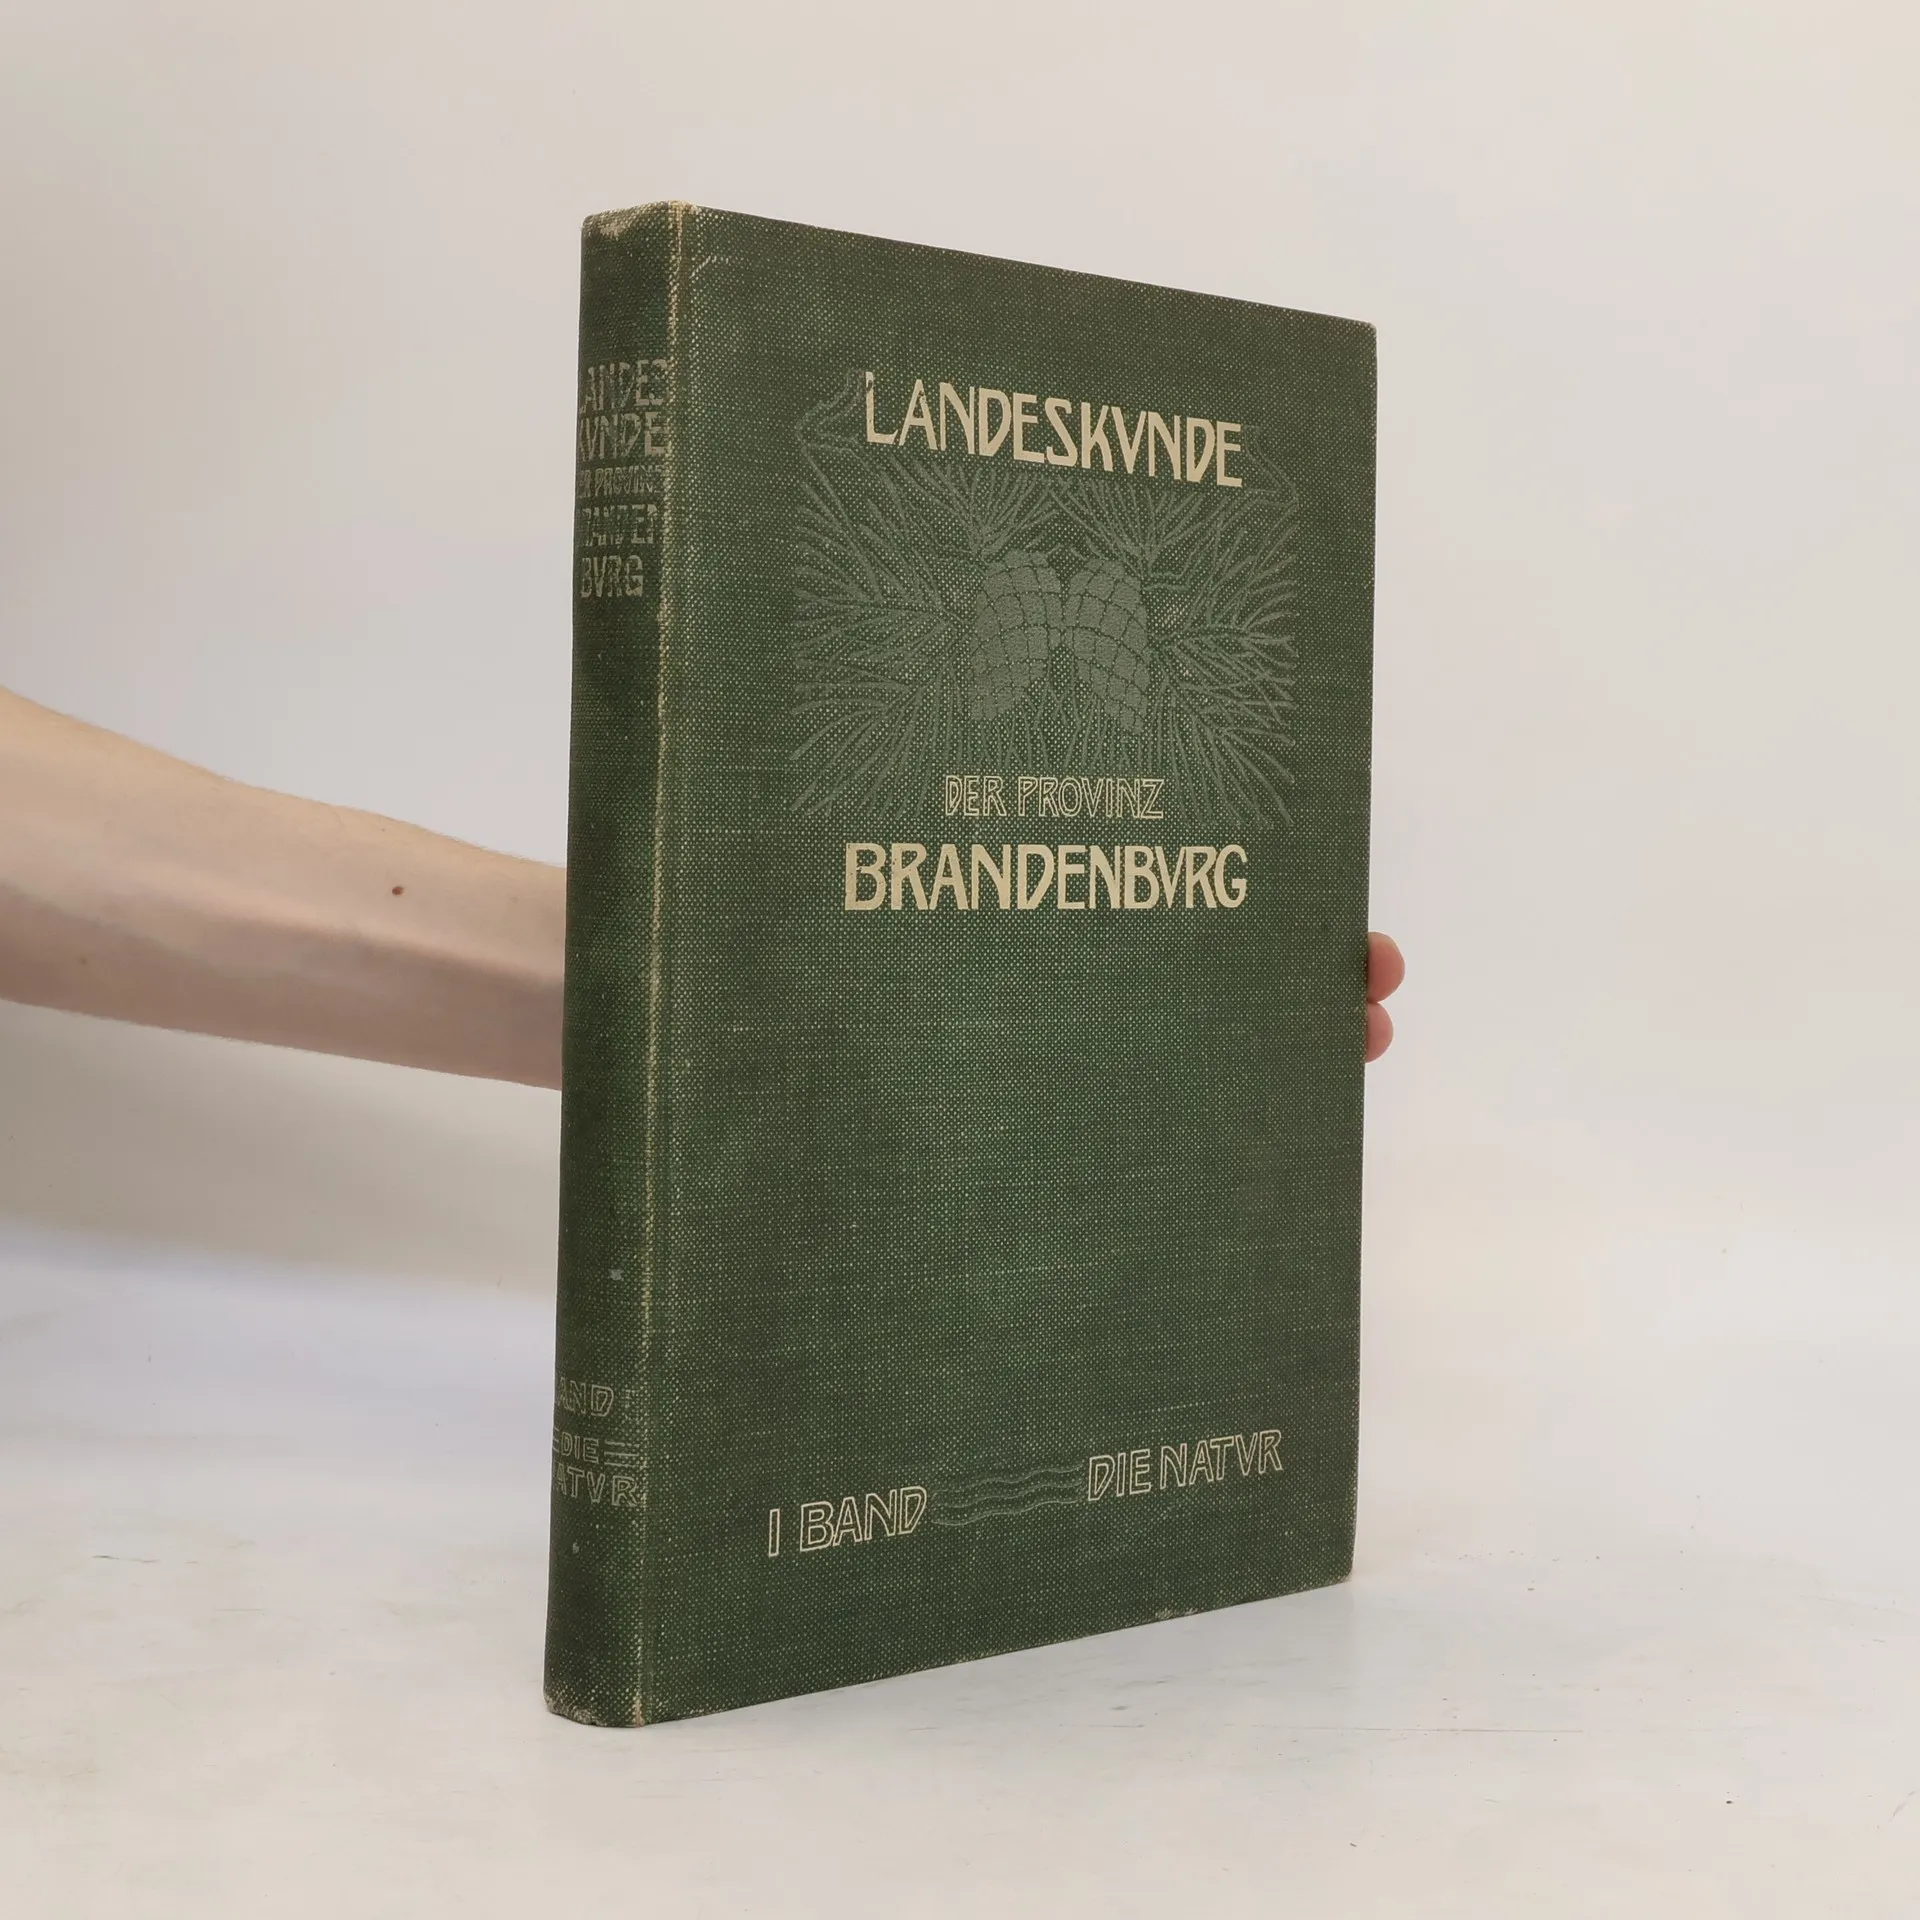 LANDES
KVNDE
DER PROVINZ
BRANDEN
BVRG
BAND
DIE
NATVR
LANDESKVNDE
DER PROVINZ
BRANDENBVRG
I BAND DIE NATVR